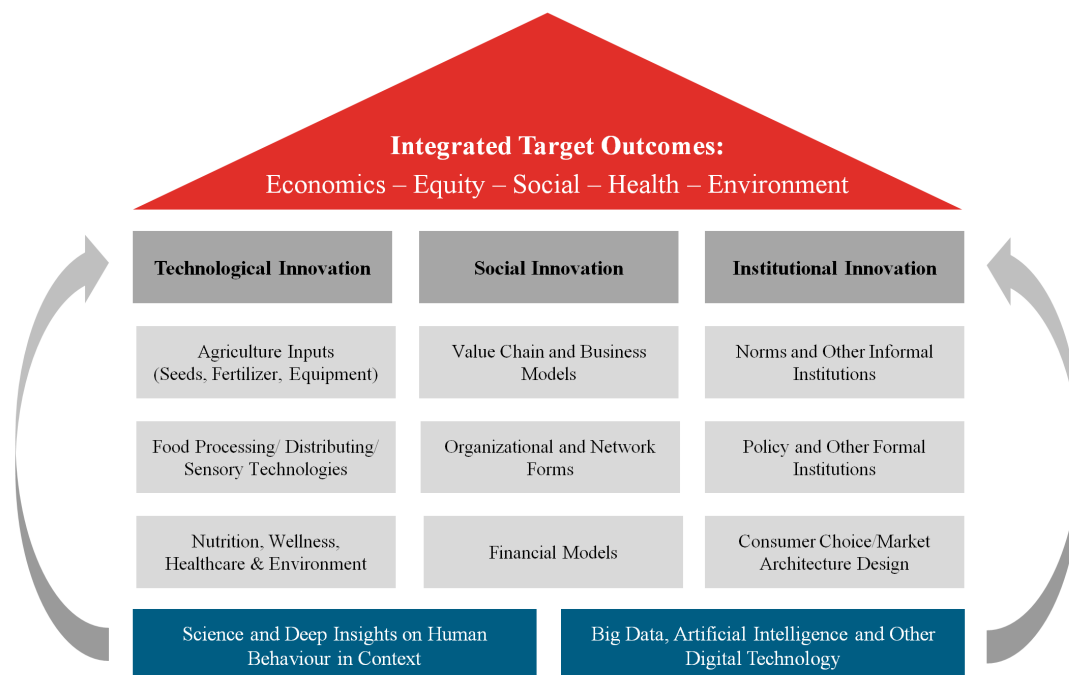 Integrated Target Outcomes:
Economics – Equity – Social – Health – Environment
Technological Innovation
Social Innovation
Institutional Innovation
Agriculture Inputs
(Seeds, Fertilizer, Equipment)
Value Chain and Business
Models
Norms and Other Informal
Institutions
Food Processing/ Distributing/
Sensory Technologies
Organizational and Network
Forms
Policy and Other Formal
Institutions
Nutrition, Wellness,
Healthcare & Environment
Financial Models
Consumer Choice/Market
Architecture Design
Science and Deep Insights on Human
Behaviour in Context
Big Data, Artificial Intelligence and Other
Digital Technology